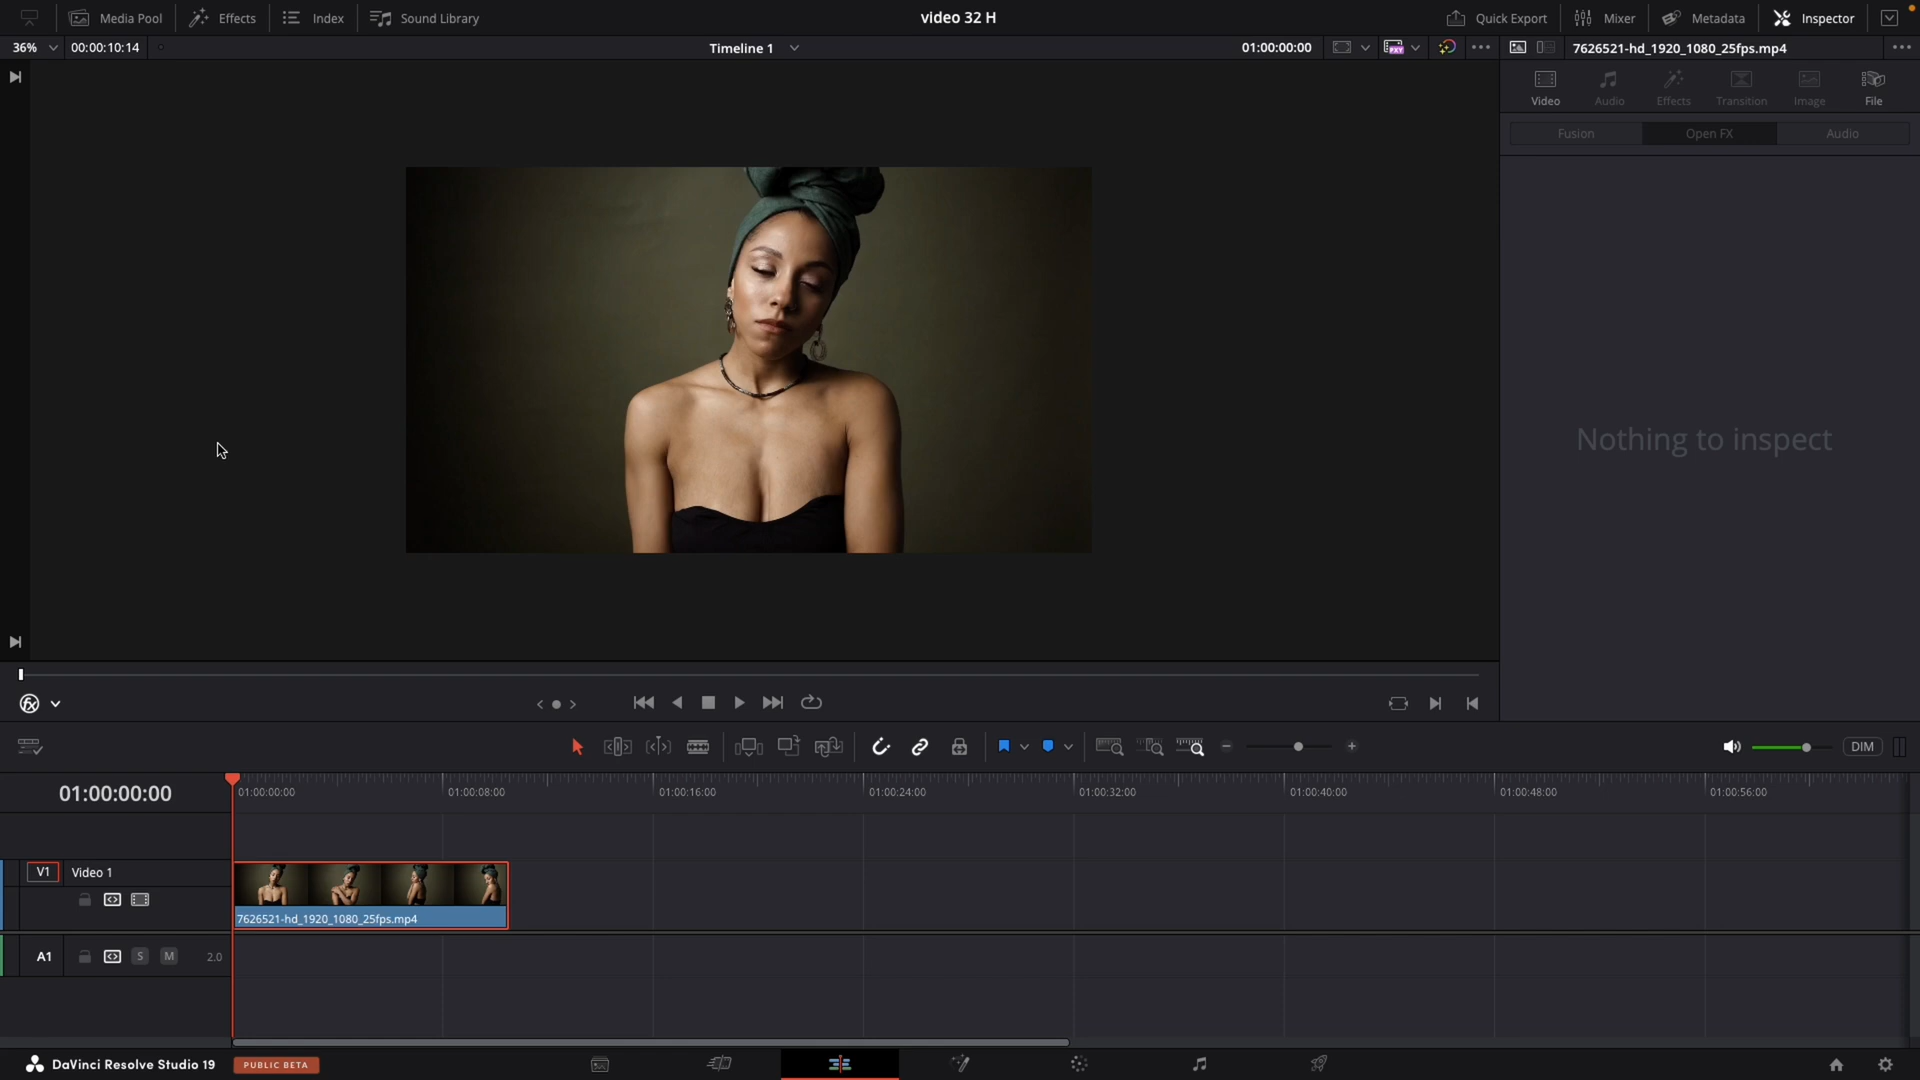 Media Pool Effects Index Sound Library video 32 H Quick Export Mixer Metadata Inspector
36% 00:00:10:14 Timeline 1 01:00:00:00 PXY 7626521-hd_1920_1080_25fps.mp4
Video Audio Effects Transition Image File
Fusion Open FX Audio
Nothing to inspect
fx
DIM
01:00:00:00 01:00:00:00 01:00:08:00 01:00:16:00 01:00:24:00 01:00:32:00 01:00:40:00 01:00:48:00 01:00:56:00
V1 Video 1
7626521-hd_1920_1080_25fps.mp4
A1 S M 2.0
DaVinci Resolve Studio 19 PUBLIC BETA